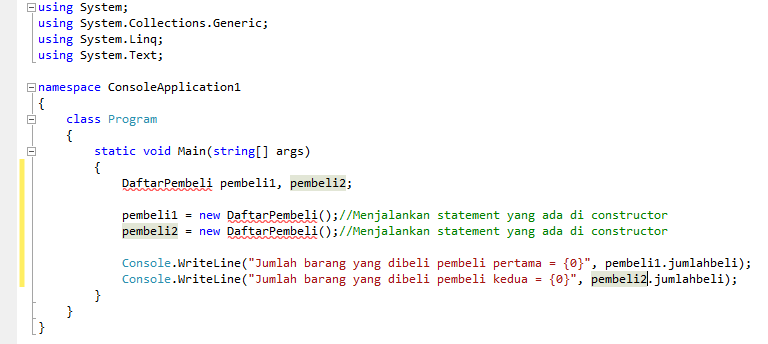 using System;
using System.Collections.Generic;
using System.Linq;
using System.Text;
namespace ConsoleApplication1
{
class Program
{
static void Main(string[] args)
{
DaftarPembeli pembeli1, pembeli2;
pembeli1 = new DaftarPembeli();//Menjalankan statement yang ada di constructor
pembeli2 = new DaftarPembeli();//Menjalankan statement yang ada di constructor
Console.WriteLine("Jumlah barang yang dibeli pembeli pertama = {0}", pembeli1.jumlahbeli);
Console.WriteLine("Jumlah barang yang dibeli pembeli kedua = {0}", pembeli2.jumlahbeli);
}
}
}